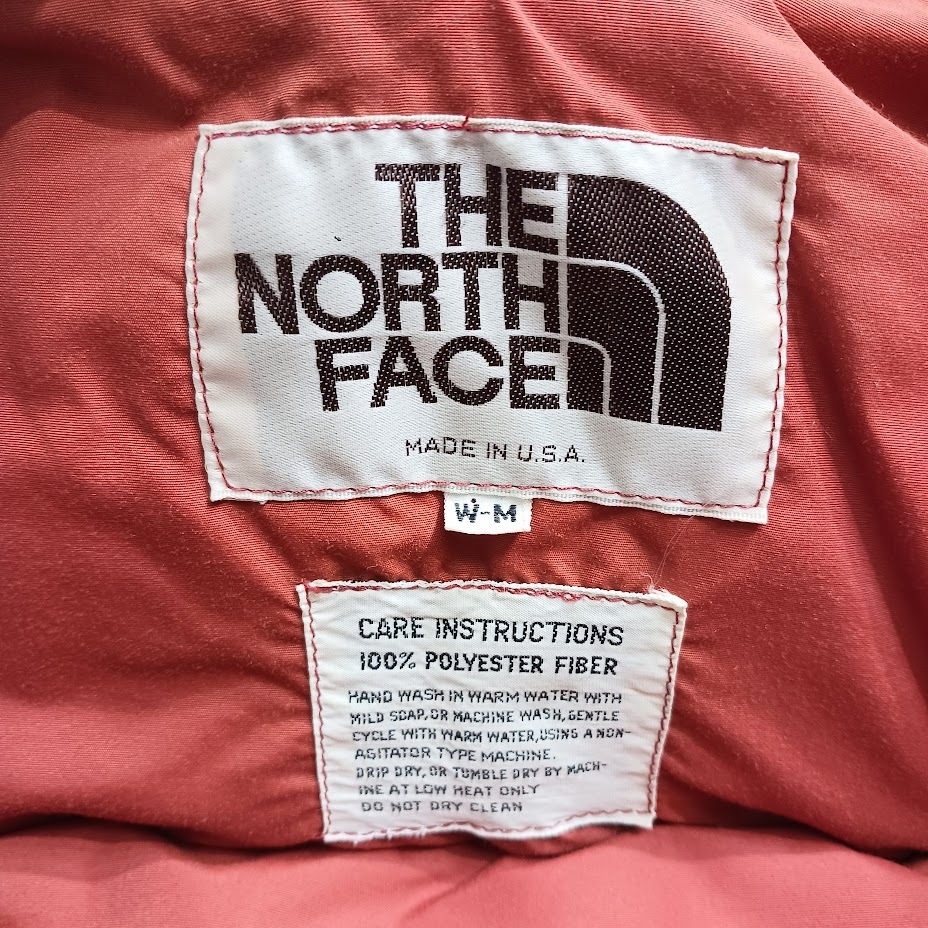 THE
NORTH
FACE
MADE IN U.S.A.
W-M
CARE INSTRUCTIONS
100% POLYESTER FIBER
HAND WASH IN WARM WATER WITH
MILD SOAP, OR MACHINE WASH, GENTLE
CYCLE WITH WARM WATER, USING A NON-
AGITATOR TYPE MACHINE.
DRIP DRY, OR TUMBLE DRY BY MACH-
INE AT LOW HEAT ONLY
DO NOT DRY CLEAN